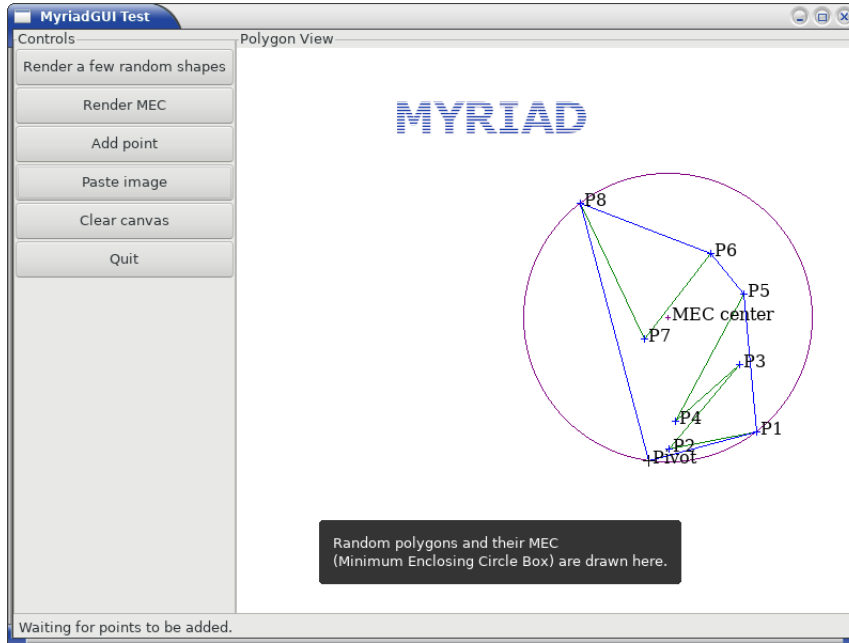 MyriadGUI Test
Controls
Polygon View
Render a few random shapes
Render MEC
Add point
Paste image
Clear canvas
Quit
MYRIAD
P8
P6
P5
MEC center
P7
P3
P4
P1
P2
Pivot
Random polygons and their MEC
(Minimum Enclosing Circle Box) are drawn here.
Waiting for points to be added.